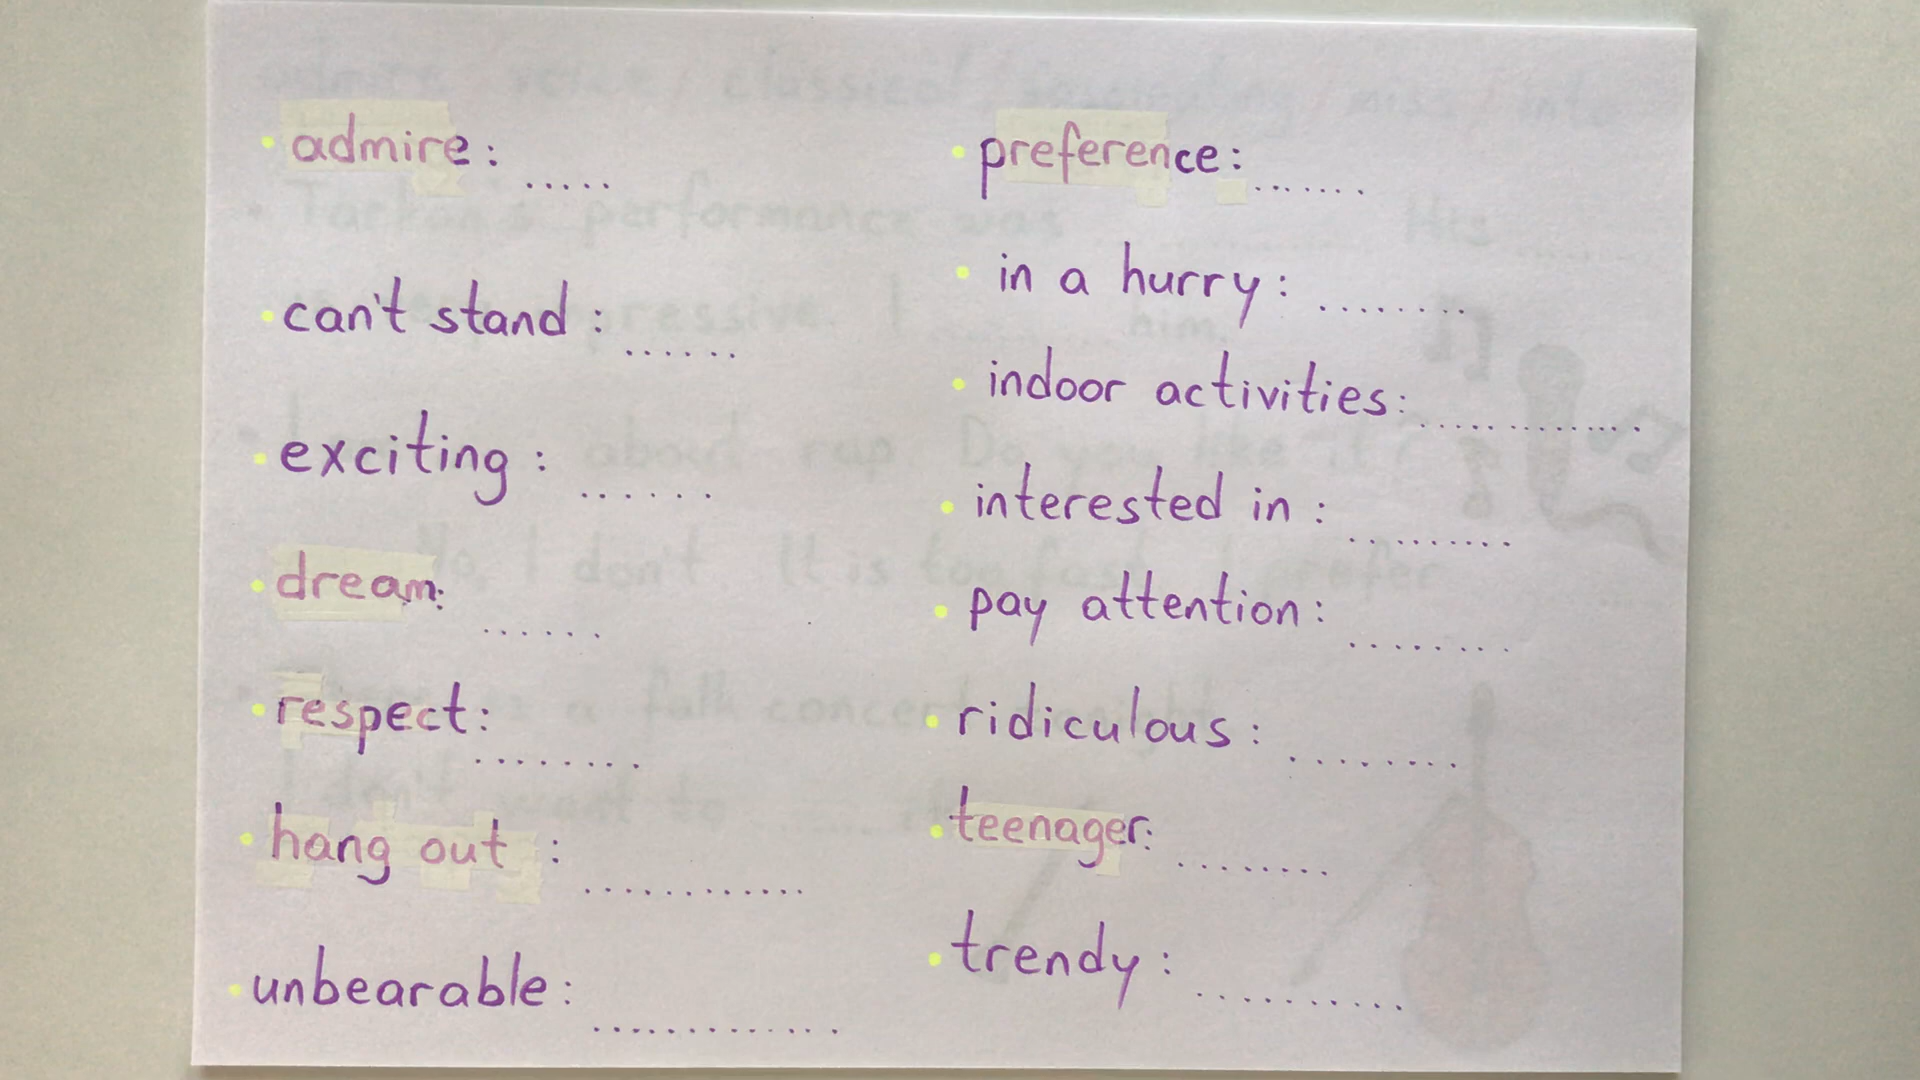 • admire : .....
• can't stand : ......
• exciting : ......
• dream: ......
• respect: ........
• hang out : ............
• unbearable: .............
• preference: .......
• in a hurry: ........
• indoor activities: .............
• interested in : .........
• pay attention: ........
• ridiculous: ........
• teenager: ........
• trendy: ..........